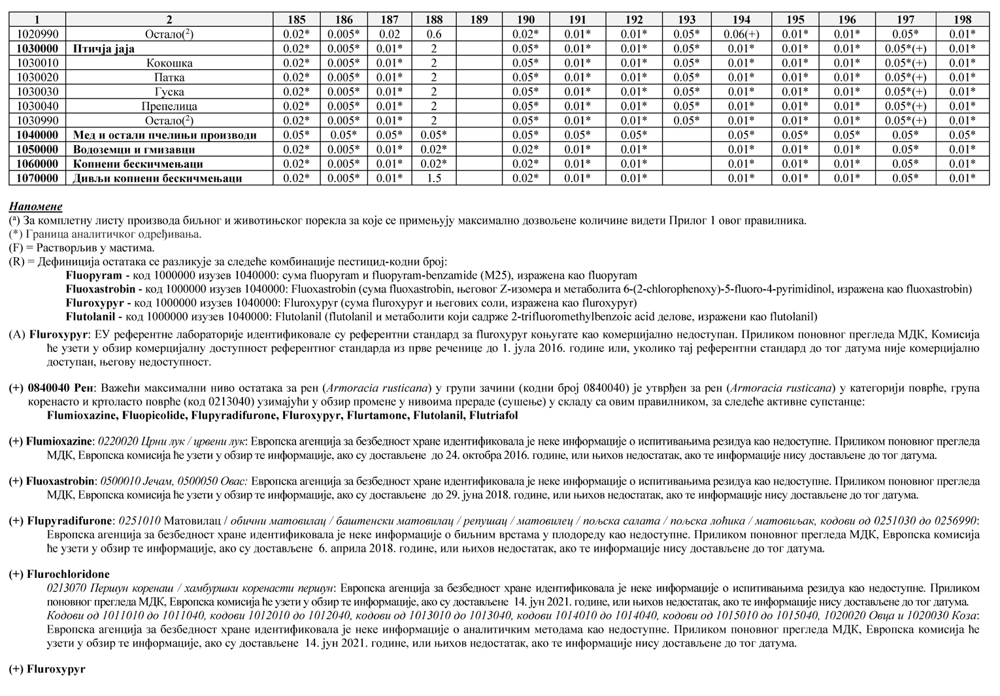 1 2 185 186 187 188 189 190 191 192 193 194 195 196 197 198
1020990 Остало(²) 0.02* 0.005* 0.02 0.6 0.02* 0.01* 0.01* 0.05* 0.06(+) 0.01* 0.01* 0.05* 0.01*
1030000 Птичја јаја 0.02* 0.005* 0.01* 2 0.05* 0.01* 0.01* 0.05* 0.01* 0.01* 0.01* 0.05*(+) 0.01*
1030010 Кокошка 0.02* 0.005* 0.01* 2 0.05* 0.01* 0.01* 0.05* 0.01* 0.01* 0.01* 0.05*(+) 0.01*
1030020 Патка 0.02* 0.005* 0.01* 2 0.05* 0.01* 0.01* 0.05* 0.01* 0.01* 0.01* 0.05*(+) 0.01*
1030030 Гуска 0.02* 0.005* 0.01* 2 0.05* 0.01* 0.01* 0.05* 0.01* 0.01* 0.01* 0.05*(+) 0.01*
1030040 Препелица 0.02* 0.005* 0.01* 2 0.05* 0.01* 0.01* 0.05* 0.01* 0.01* 0.01* 0.05*(+) 0.01*
1030990 Остало(²) 0.02* 0.005* 0.01* 2 0.05* 0.01* 0.01* 0.05* 0.01* 0.01* 0.01* 0.05*(+) 0.01*
1040000 Мед и остали пчелињи производи 0.05* 0.05* 0.05* 0.05* 0.05* 0.05* 0.05* 0.05* 0.05* 0.05* 0.05* 0.05*
1050000 Водоземци и гмизавци 0.02* 0.005* 0.01* 0.02* 0.02* 0.01* 0.01* 0.01* 0.01* 0.01* 0.05* 0.01*
1060000 Копнени бескичмењаци 0.02* 0.005* 0.01* 0.02* 0.02* 0.01* 0.01* 0.01* 0.01* 0.01* 0.05* 0.01*
1070000 Дивљи копнени бескичмењаци 0.02* 0.005* 0.01* 1.5 0.02* 0.01* 0.01* 0.01* 0.01* 0.01* 0.05* 0.01*
Напомене
(ª) За комплетну листу производа биљног и животињског порекла за које се примењују максимално дозвољене количине видети Прилог 1 овог правилника.
(*) Граница аналитичког одређивања.
(F) = Растворљив у мастима.
(R) = Дефиниција остатака се разликује за следеће комбинације пестицид-кодни број:
Fluopyram - код 1000000 изузев 1040000: сума fluopyram и fluopyram-benzamide (M25), изражена као fluopyram
Fluoxastrobin - код 1000000 изузев 1040000: Fluoxastrobin (сума fluoxastrobin, његовог Z-изомера и метаболита 6-(2-chlorophenoxy)-5-fluoro-4-pyrimidinol, изражена као fluoxastrobin)
Fluroxypyr - код 1000000 изузев 1040000: Fluroxypyr (сума fluroxypyr и његових соли, изражена као fluroxypyr)
Flutolanil - код 1000000 изузев 1040000: Flutolanil (flutolanil и метаболити који садрже 2-trifluoromethylbenzoic acid делове, изражени као flutolanil)
(A) Fluroxypyr: ЕУ референтне лабораторије идентификовале су референтни стандард за fluroxypyr коњугате као комерцијално недоступан. Приликом поновног прегледа МДК, Комисија
ће узети у обзир комерцијалну доступност референтног стандарда из прве реченице до 1. јула 2016. године или, уколико тај референтни стандард до тог датума није комерцијално
доступан, његову недоступност.
(+) 0840040 Рен: Важећи максимални ниво остатака за рен (Armoracia rusticana) у групи зачини (кодни број 0840040) је утврђен за рен (Armoracia rusticana) у категорији поврће, група
коренасто и кртоласто поврће (код 0213040) узимајући у обзир промене у нивоима прераде (сушење) у складу са овим правилником, за следеће активне супстанце:
Flumioxazine, Fluopicolide, Flupyradifurone, Fluroxypyr, Flurtamone, Flutolanil, Flutriafol
(+) Flumioxazine: 0220020 Црни лук / црвени лук: Европска агенција за безбедност хране идентификовала је неке информације о испитивањима резидуа као недоступне. Приликом поновног прегледа
МДК, Европска комисија ће узети у обзир те информације, ако су достављене до 24. октобра 2016. године, или њихов недостатак, ако те информације нису достављене до тог датума.
(+) Fluoxastrobin: 0500010 Јечам, 0500050 Овас: Европска агенција за безбедност хране идентификовала је неке информације о испитивањима резидуа као недоступне. Приликом поновног прегледа
МДК, Европска комисија ће узети у обзир те информације, ако су достављене до 29. јуна 2018. године, или њихов недостатак, ако те информације нису достављене до тог датума.
(+) Flupyradifurone: 0251010 Матовилац / обични матовилац / баштенски матовилац / репушац / матовилец / пољска салата / пољска лоћика / матовиљак, кодови од 0251030 до 0256990:
Европска агенција за безбедност хране идентификовала је неке информације о биљним врстама у плодореду као недоступне. Приликом поновног прегледа МДК, Европска комисија
ће узети у обзир те информације, ако су достављене 6. априла 2018. године, или њихов недостатак, ако те информације нису достављене до тог датума.
(+) Flurochloridone
0213070 Першун коренаш / хамбуршки коренасти першун: Европска агенција за безбедност хране идентификовала је неке информације о испитивањима резидуа као недоступне. Приликом
поновног прегледа МДК, Европска комисија ће узети у обзир те информације, ако су достављене 14. јун 2021. године, или њихов недостатак, ако те информације нису достављене до тог датума.
Кодови од 1011010 до 1011040, кодови 1012010 до 1012040, кодови од 1013010 до 1013040, кодови 1014010 до 1014040, кодови од 1015010 до 1015040, 1020020 Овца и 1020030 Коза:
Европска агенција за безбедност хране идентификовала је неке информације о аналитичким методама као недоступне. Приликом поновног прегледа МДК, Европска комисија ће
узети у обзир те информације, ако су достављене 14. јун 2021. године, или њихов недостатак, ако те информације нису достављене до тог датума.
(+) Fluroxypyr